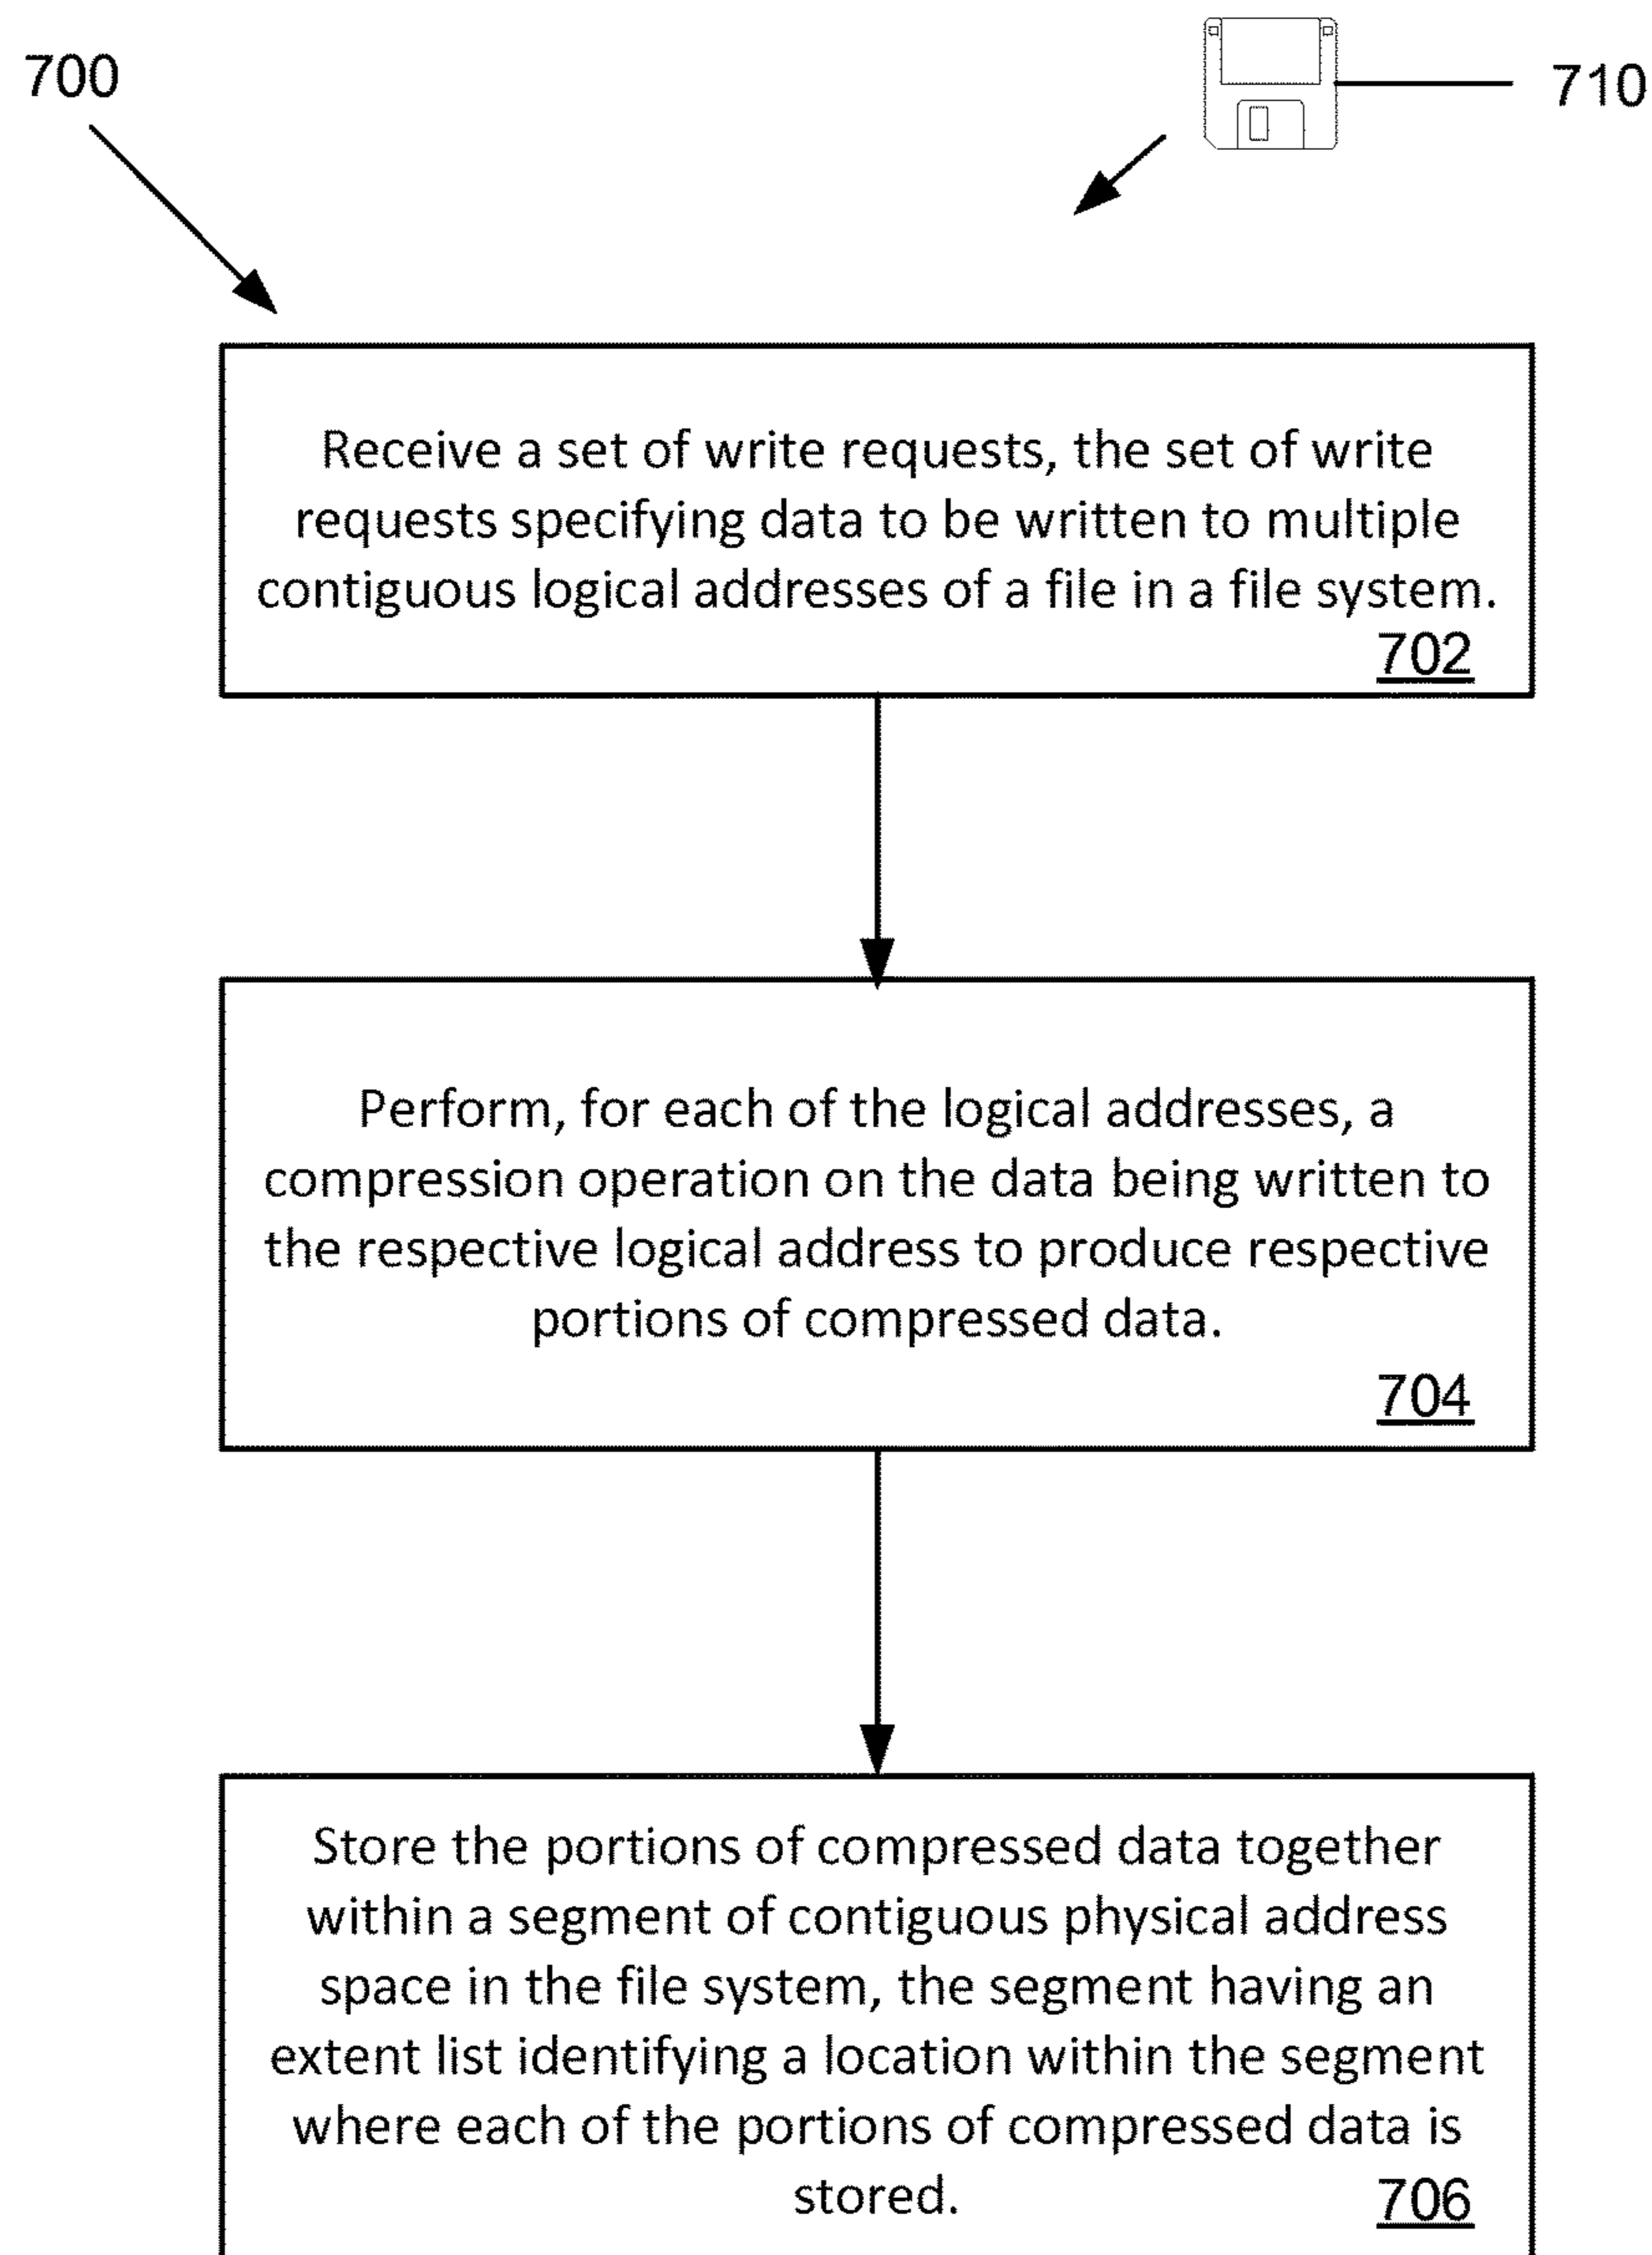 700
710
Receive a set of write requests, the set of write
requests specifying data to be written to multiple
contiguous logical addresses of a file in a file system.
702
Perform, for each of the logical addresses, a
compression operation on the data being written to
the respective logical address to produce respective
portions of compressed data.
704
Store the portions of compressed data together
within a segment of contiguous physical address
space in the file system, the segment having an
extent list identifying a location within the segment
where each of the portions of compressed data is
stored.
706